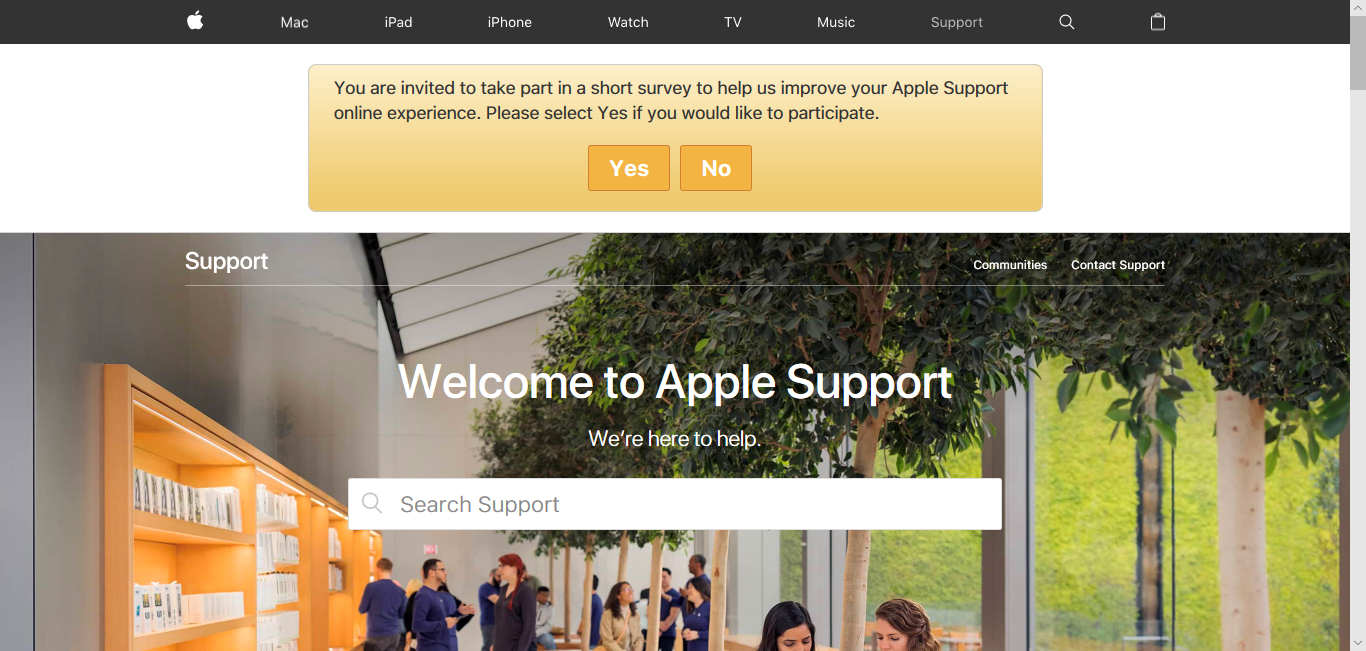 Mac
iPad
iPhone
Watch
TV
Music
Support
You are invited to take part in a short survey to help us improve your Apple Support
online experience. Please select Yes if you would like to participate.
Yes
No
Support
Communities
Contact Support
Welcome to Apple Support
We’re here to help.
Search Support